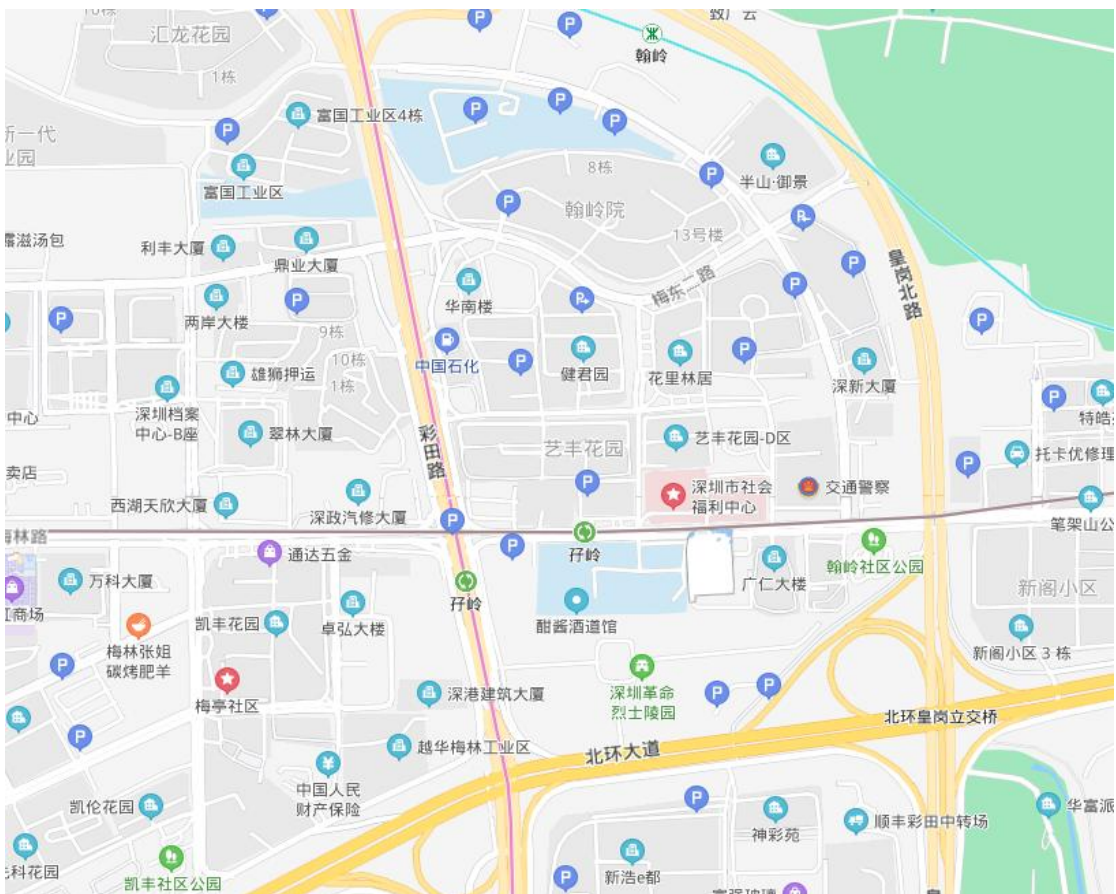 汇龙花园
1栋
翰岭
富国工业区4栋
新一代
业园
富国工业区
8栋
半山·御景
翰岭院
13号楼
露滋汤包
利丰大厦
鼎业大厦
梅东二路
皇岗北路
华南楼
两岸大楼
9栋
中国石化
10栋
1栋
雄狮押运
健君园
花里林居
深新大厦
深圳档案
中心-B座
中心
翠林大厦
彩田路
艺丰花园
艺丰花园-D区
托卡优修理
卖店
西湖天欣大厦
深政汽修大厦
深圳市社会
福利中心
交通警察
梅林路
笔架山公
通达五金
孖岭
翰岭社区公园
万科大厦
孖岭
广仁大楼
新阁小区
凯丰花园
卓弘大楼
酣酱酒道馆
梅林张姐
碳烤肥羊
新阁小区 3 栋
梅亭社区
深港建筑大厦
深圳革命
烈士陵园
北环皇岗立交桥
越华梅林工业区
北环大道
中国人民
财产保险
凯伦花园
神彩苑
顺丰彩田中转场
华富派
新浩e都
凯丰社区公园